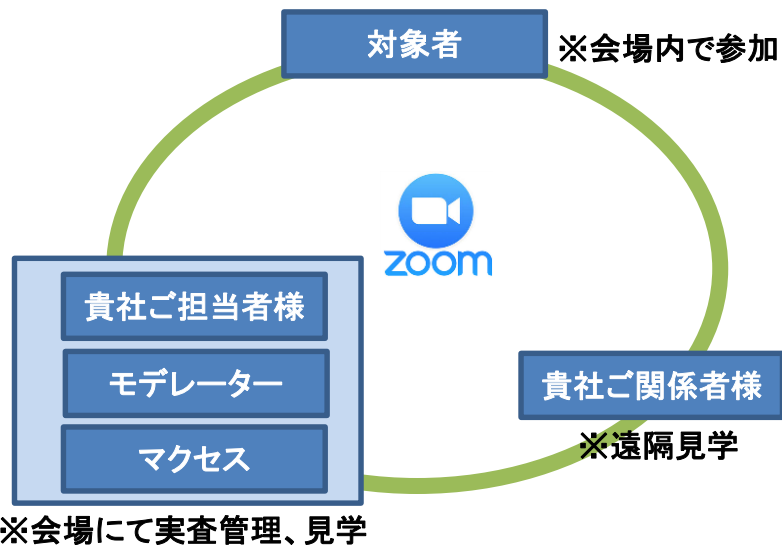 対象者
※会場内で参加
zoom
貴社ご担当者様
モデレーター
マクセス
貴社ご関係者様
※遠隔見学
※会場にて実査管理、見学